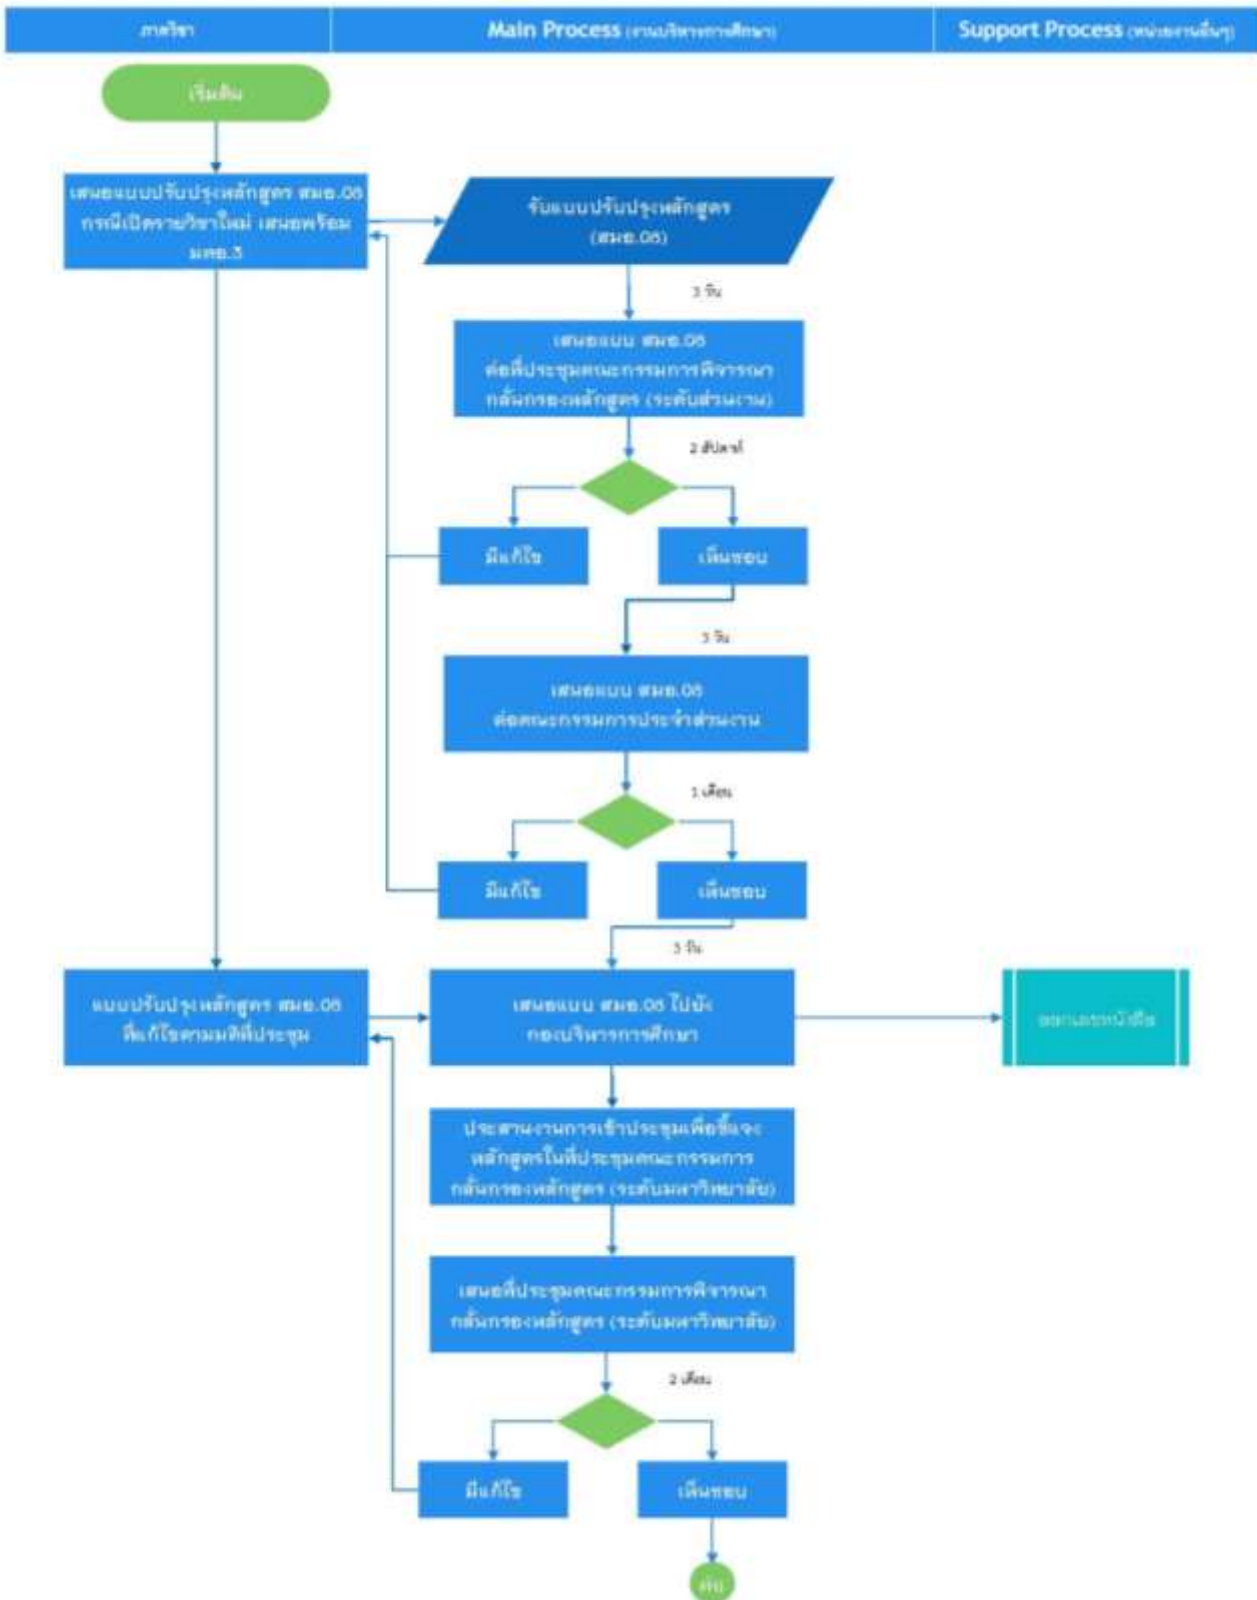 ภาควิชา
Main Process (งานบริหารการศึกษา)
Support Process (หน่วยงานอื่นๆ)
เริ่มต้น
เสนอแบบปรับปรุงหลักสูตร สมอ.08
กรณีเปิดรายวิชาใหม่ เสนอพร้อม
มคอ.3
รับแบบปรับปรุงหลักสูตร
(สมอ.08)
3 วัน
เสนอแบบ สมอ.08
ต่อที่ประชุมคณะกรรมการพิจารณา
กลั่นกรองหลักสูตร (ระดับส่วนงาน)
2 สัปดาห์
มีแก้ไข
เห็นชอบ
3 วัน
เสนอแบบ สมอ.08
ต่อคณะกรรมการประจำส่วนงาน
1 เดือน
มีแก้ไข
เห็นชอบ
3 วัน
แบบปรับปรุงหลักสูตร สมอ.08
ที่แก้ไขตามมติที่ประชุม
เสนอแบบ สมอ.08 ไปยัง
กองบริหารการศึกษา
ออกเลขหนังสือ
ประสานงานการเข้าประชุมเพื่อชี้แจง
หลักสูตรในที่ประชุมคณะกรรมการ
กลั่นกรองหลักสูตร (ระดับมหาวิทยาลัย)
เสนอที่ประชุมคณะกรรมการพิจารณา
กลั่นกรองหลักสูตร (ระดับมหาวิทยาลัย)
2 เดือน
มีแก้ไข
เห็นชอบ
ต่อ